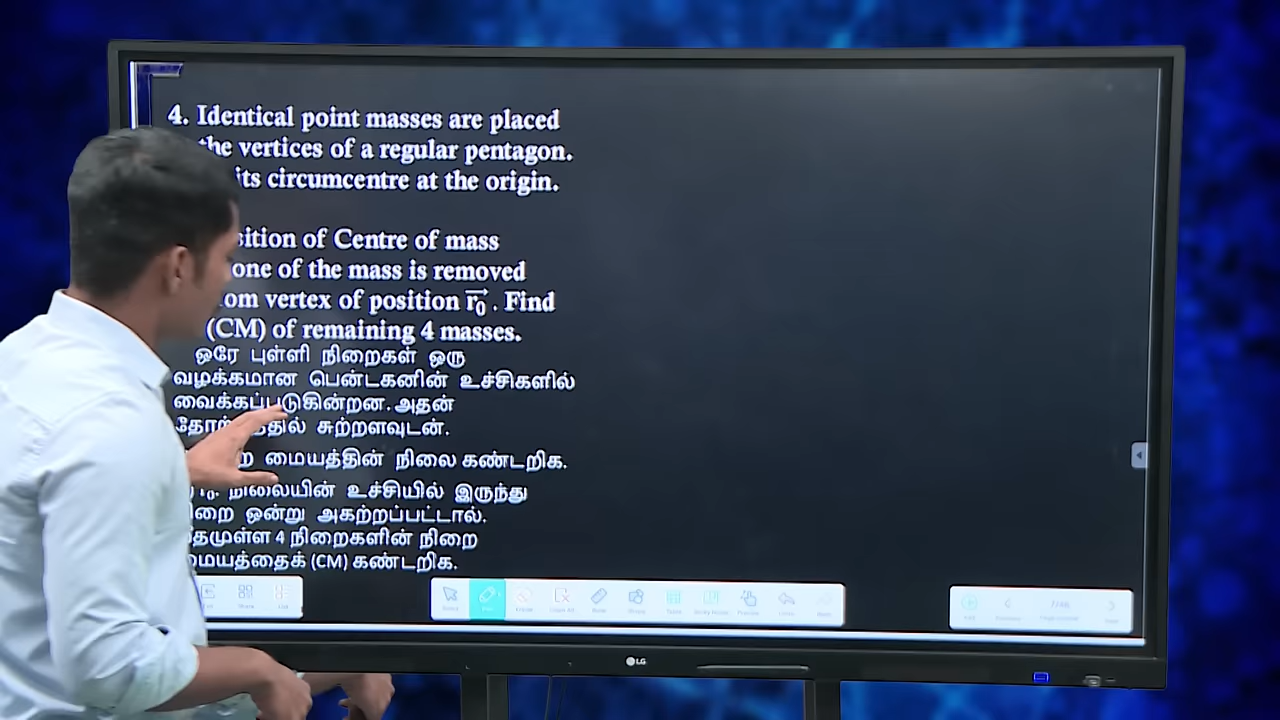 4. Identical point masses are placed
the vertices of a regular pentagon.
its circumcentre at the origin.
of Centre of mass
one of the mass is removed
vertex of position r₀⃗ . Find
(CM) of remaining 4 masses.
ஒரே புள்ளி நிறைகள் ஒரு
வழக்கமான பென்டகனின் உச்சிகளில்
வைக்கப்படுகின்றன. அதன்
சுற்றளவுடன்.
மையத்தின் நிலை கண்டறிக.
r₀. நிலையின் உச்சியில் இருந்து
ஒன்று அகற்றப்பட்டால்.
4 நிறைகளின் நிறை
(CM) கண்டறிக.
LG